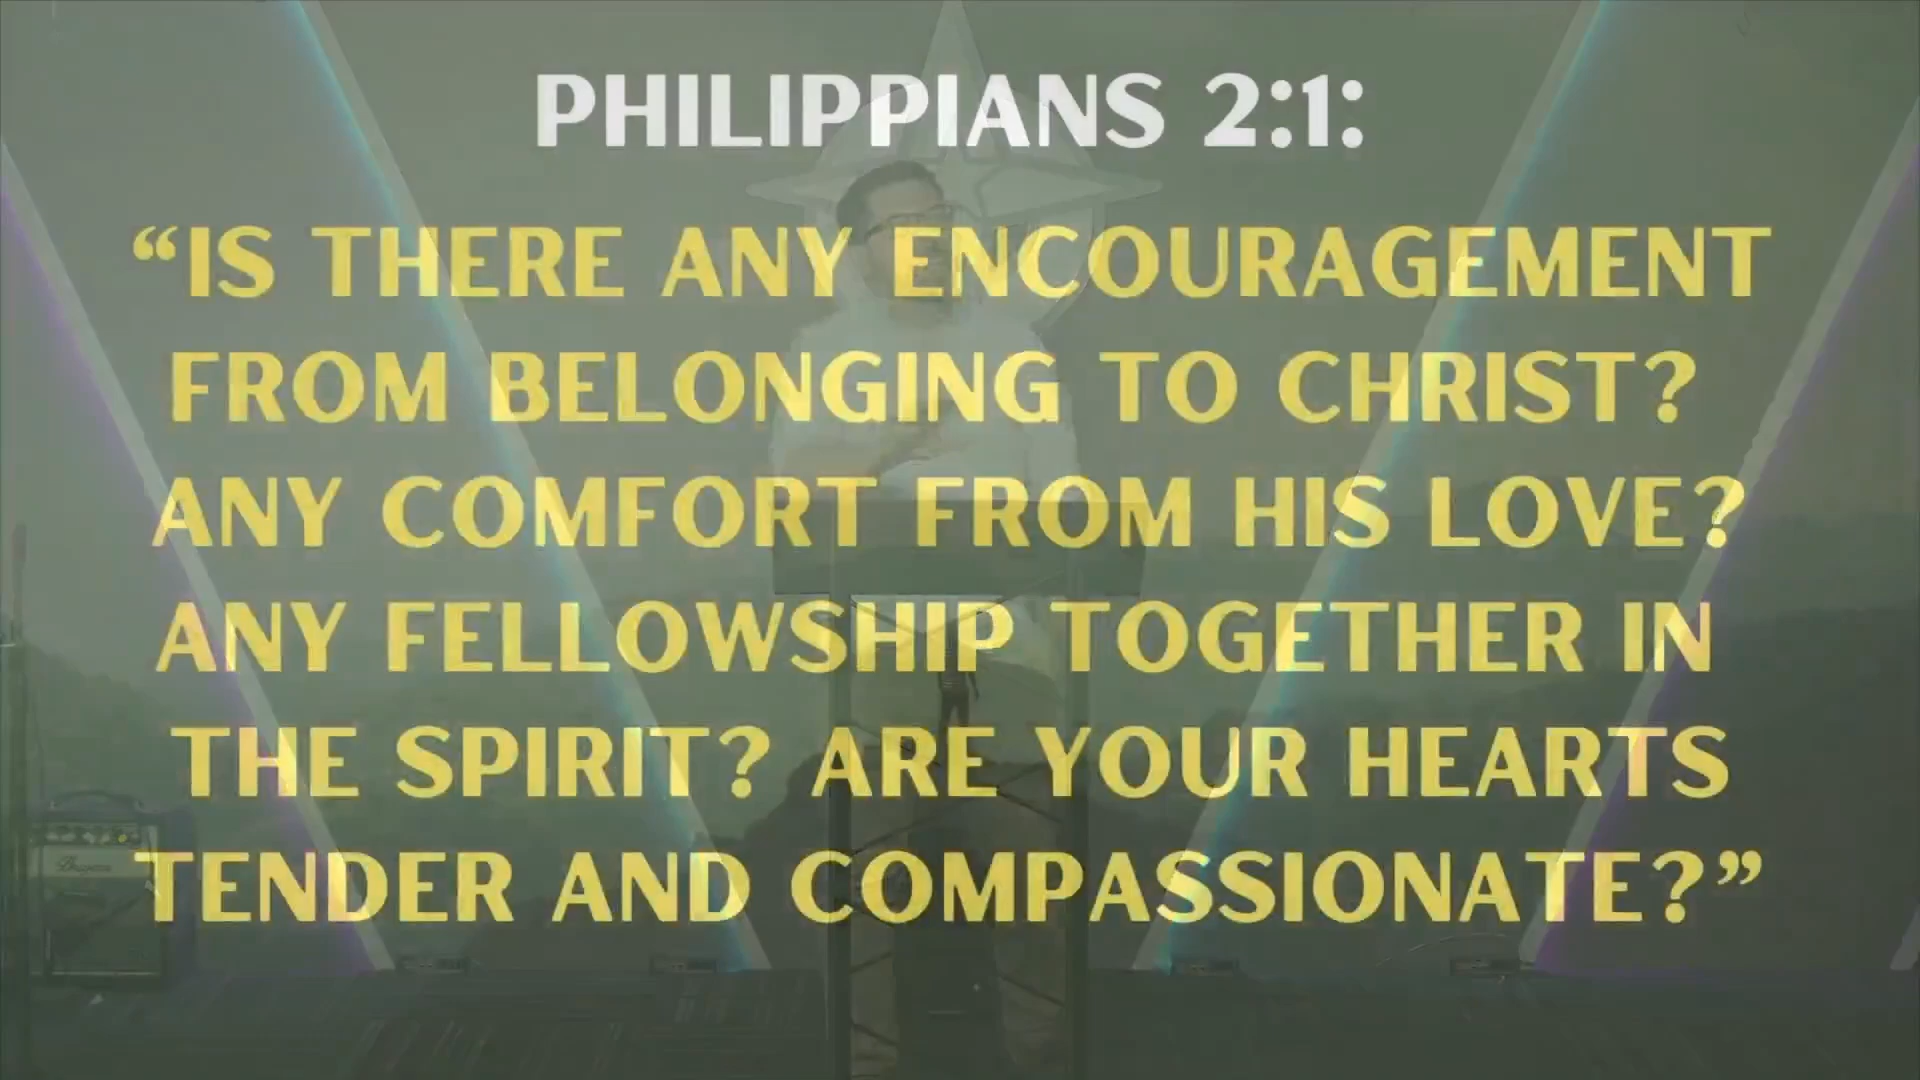 PHILIPPIANS 2:1:
“IS THERE ANY ENCOURAGEMENT
FROM BELONGING TO CHRIST?
ANY COMFORT FROM HIS LOVE?
ANY FELLOWSHIP TOGETHER IN
THE SPIRIT? ARE YOUR HEARTS
TENDER AND COMPASSIONATE?”